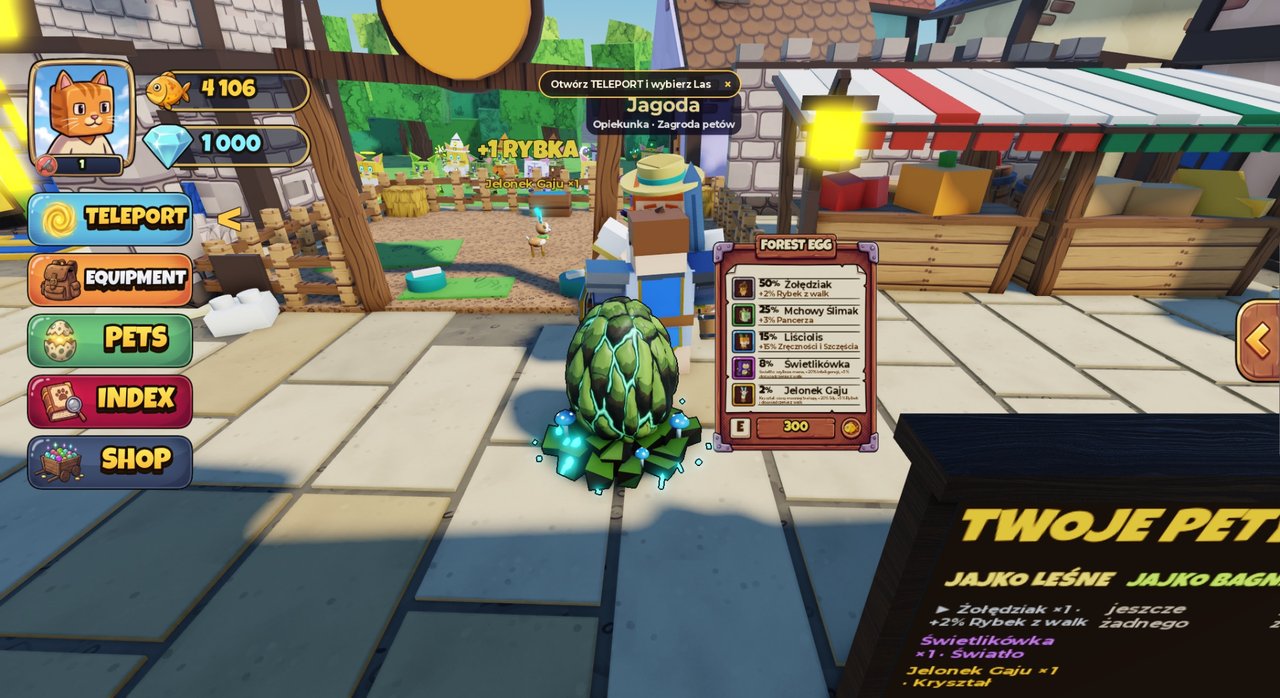 4 106
1 000
1
TELEPORT
<
EQUIPMENT
PETS
INDEX
SHOP
Otwórz TELEPORT i wybierz Las ×
Jagoda
Opiekunka · Zagroda petów
+1 RYBKA
Jelonek Gaju ×1
FOREST EGG
50% Żołędziak
+2% Rybek z walk
25% Mchowy Ślimak
+3% Pancerza
15% Liściolis
+15% Zręczności i Szczęścia
8% Świetlikówka
2% Jelonek Gaju
E 300
TWOJE PET
JAJKO LEŚNE JAJKO BAGN
► Żołędziak ×1 ·
+2% Rybek z walk
jeszcze
żadnego
Świetlikówka
×1 · Światło
Jelonek Gaju ×1
· Kryształ